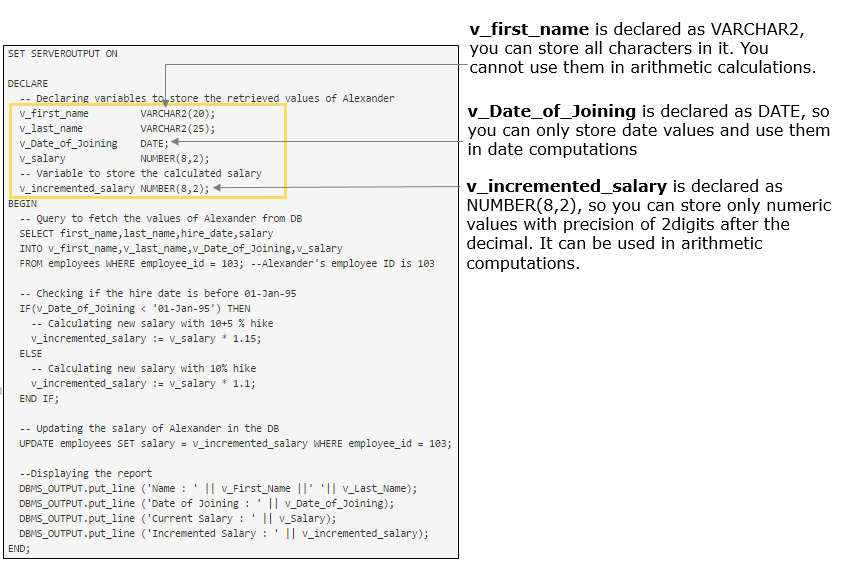 SET SERVEROUTPUT ON
DECLARE
-- Declaring variables to store the retrieved values of Alexander
v_first_name VARCHAR2(20);
v_last_name VARCHAR2(25);
v_Date_of_Joining DATE;
v_salary NUMBER(8,2);
-- Variable to store the calculated salary
v_incremented_salary NUMBER(8,2);
BEGIN
-- Query to fetch the values of Alexander from DB
SELECT first_name,last_name,hire_date,salary
INTO v_first_name,v_last_name,v_Date_of_Joining,v_salary
FROM employees WHERE employee_id = 103; --Alexander's employee ID is 103
-- Checking if the hire date is before 01-Jan-95
IF(v_Date_of_Joining < '01-Jan-95') THEN
-- Calculating new salary with 10+5 % hike
v_incremented_salary := v_salary * 1.15;
ELSE
-- Calculating new salary with 10% hike
v_incremented_salary := v_salary * 1.1;
END IF;
-- Updating the salary of Alexander in the DB
UPDATE employees SET salary = v_incremented_salary WHERE employee_id = 103;
--Displaying the report
DBMS_OUTPUT.put_line ('Name : ' || v_First_Name ||' '|| v_Last_Name);
DBMS_OUTPUT.put_line ('Date of Joining : ' || v_Date_of_Joining);
DBMS_OUTPUT.put_line ('Current Salary : ' || v_Salary);
DBMS_OUTPUT.put_line ('Incremented Salary : ' || v_incremented_salary);
END;
v_first_name is declared as VARCHAR2,
you can store all characters in it. You
cannot use them in arithmetic calculations.
v_Date_of_Joining is declared as DATE, so
you can only store date values and use them
in date computations
v_incremented_salary is declared as
NUMBER(8,2), so you can store only numeric
values with precision of 2digits after the
decimal. It can be used in arithmetic
computations.